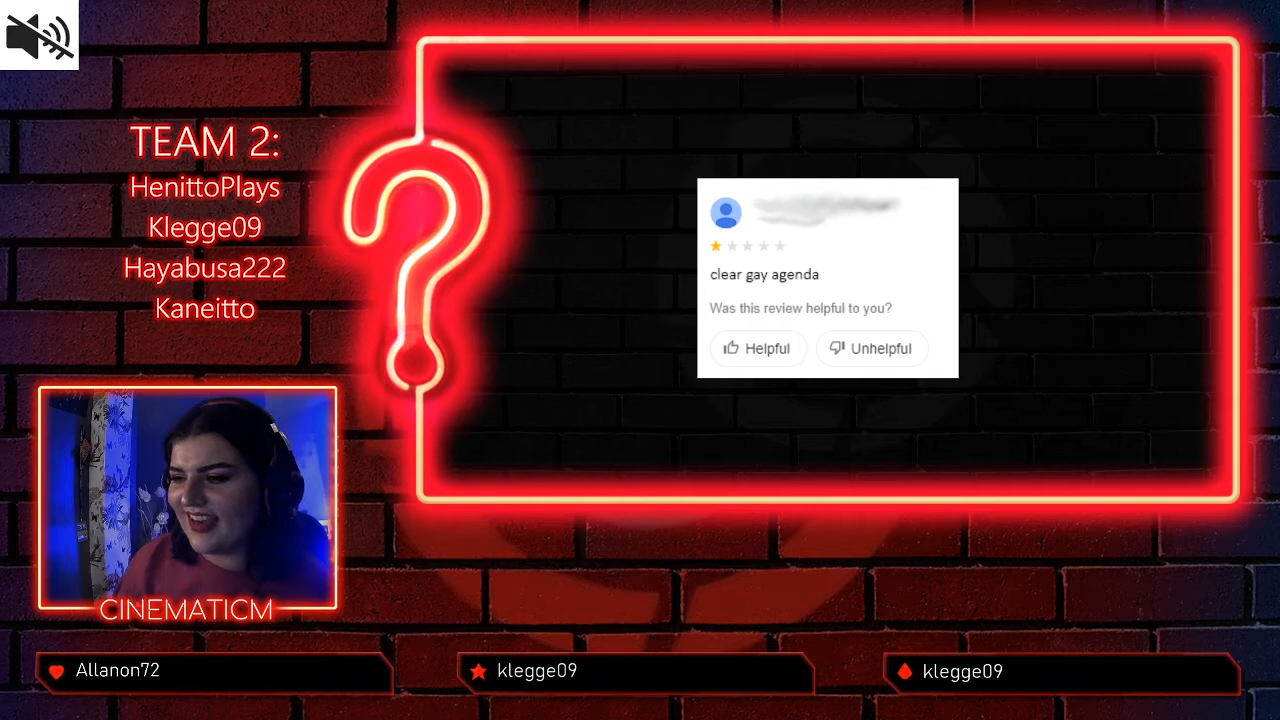 TEAM 2:
HenittoPlays
Klegge09
Hayabusa222
Kaneitto
clear gay agenda
Was this review helpful to you?
Helpful
Unhelpful
CINEMATICM
Allanon72
klegge09
klegge09